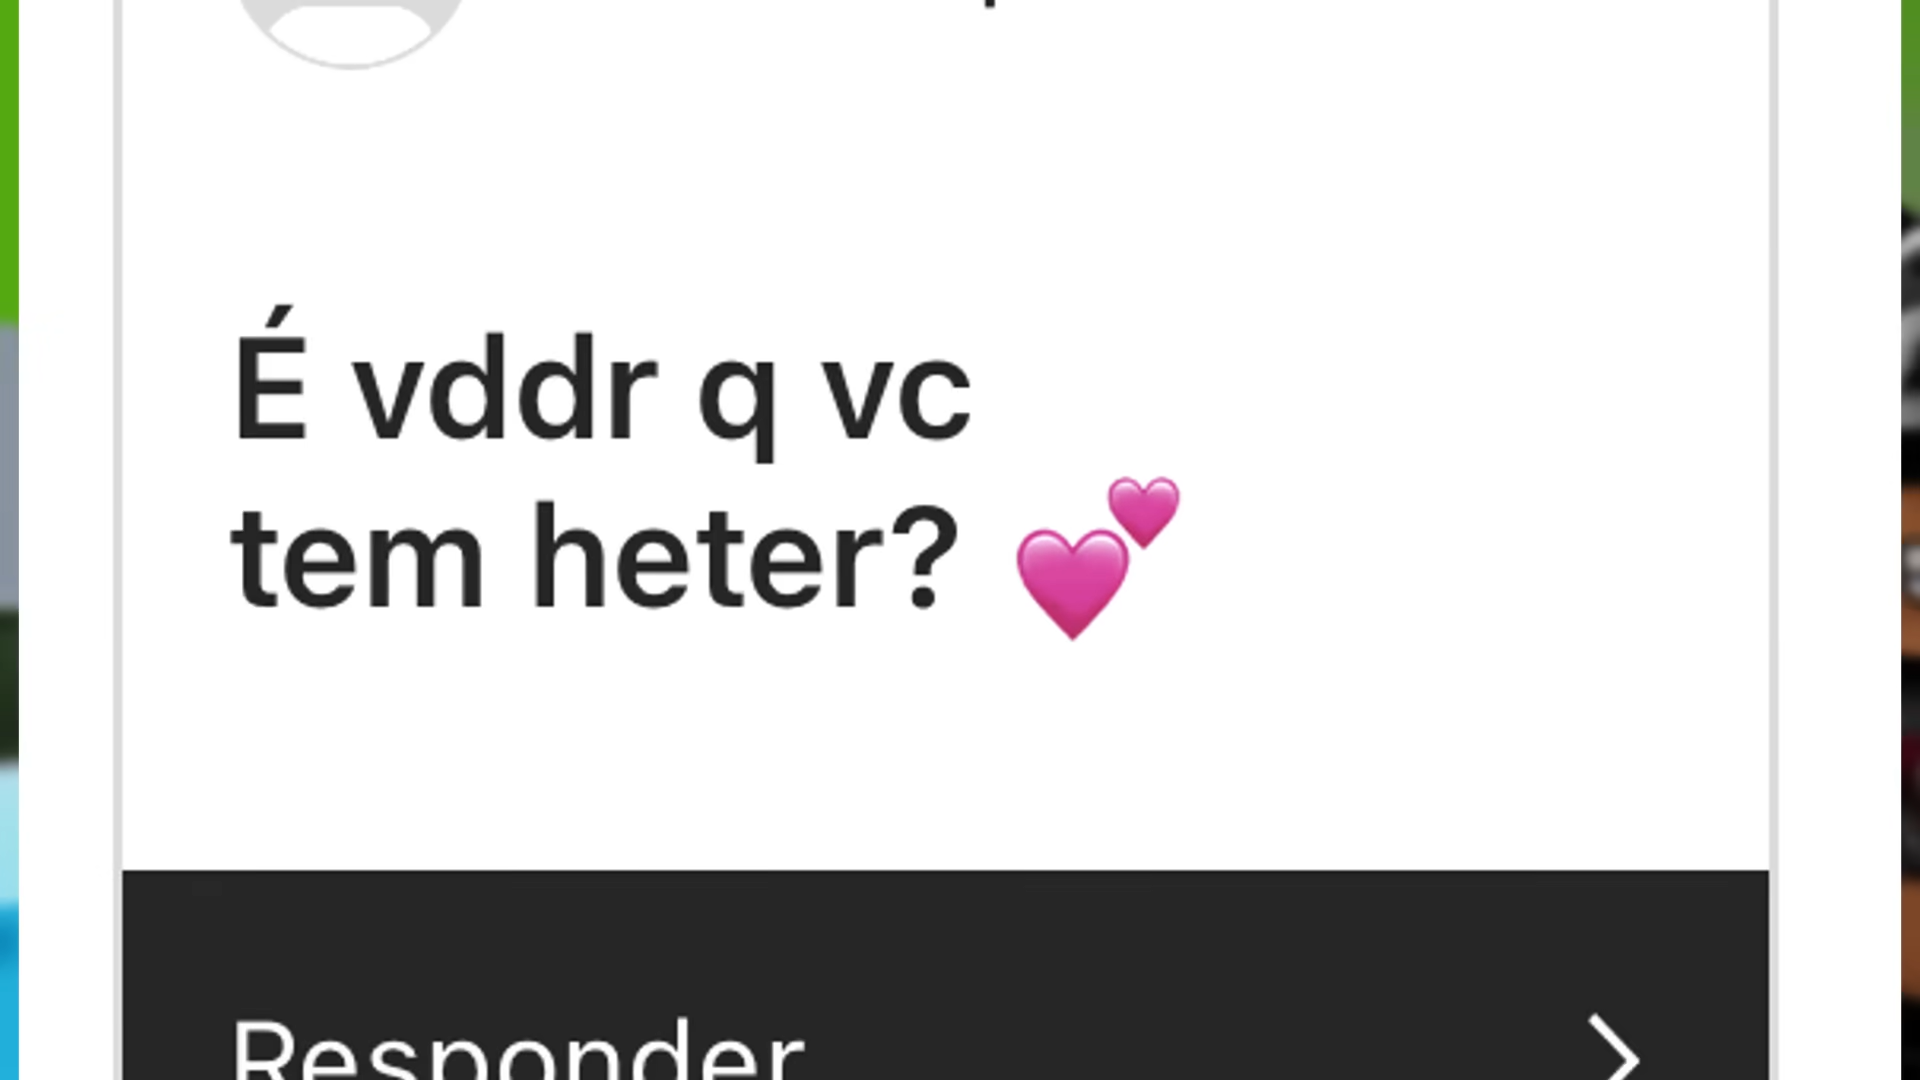 É vddr q vc
tem heter? 💕
Responder